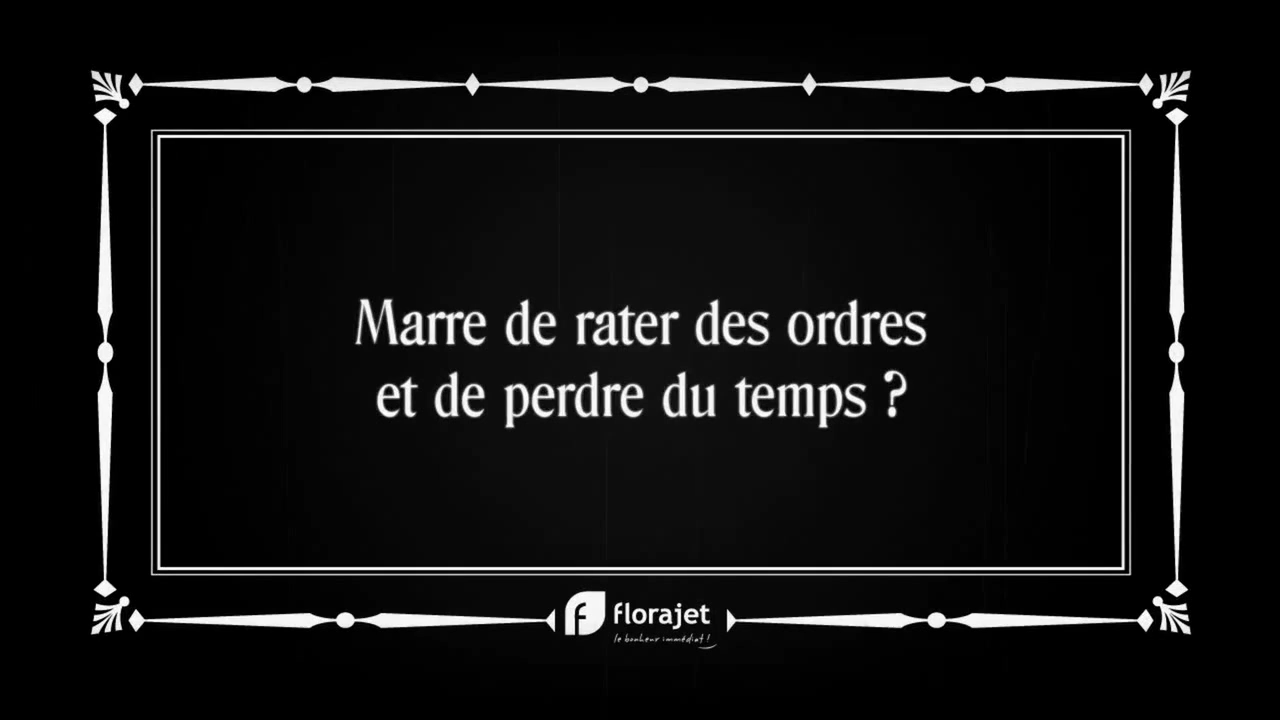 Marre de rater des ordres
et de perdre du temps ?
florajet
le bonheur immédiat !